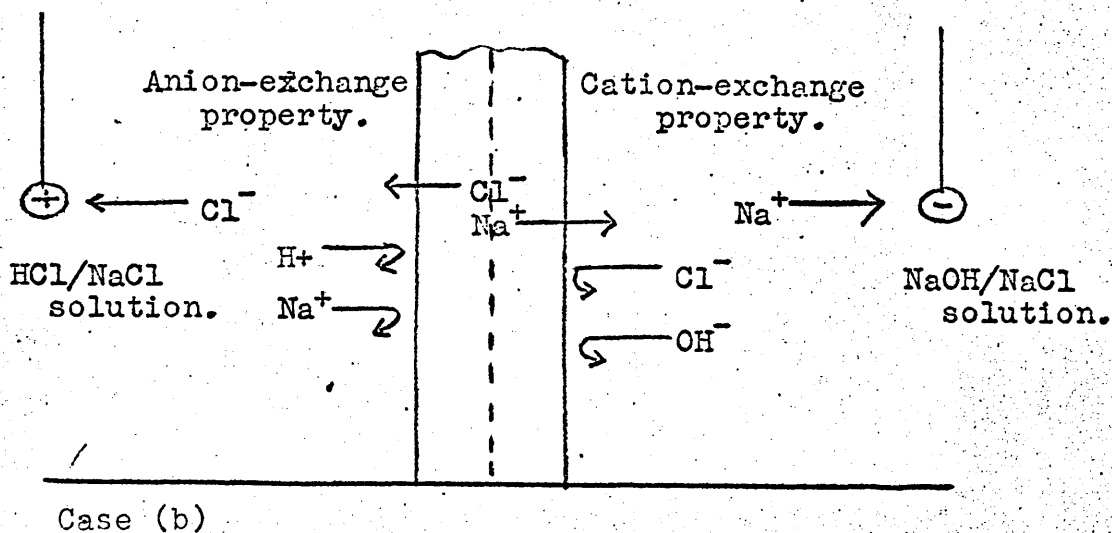 Anion-exchange
property.
Cation-exchange
property.
+
Cl⁻
Cl⁻
Na⁺
Na⁺
-
H+
Na⁺
Cl⁻
OH⁻
HCl/NaCl
solution.
NaOH/NaCl
solution.
Case (b)